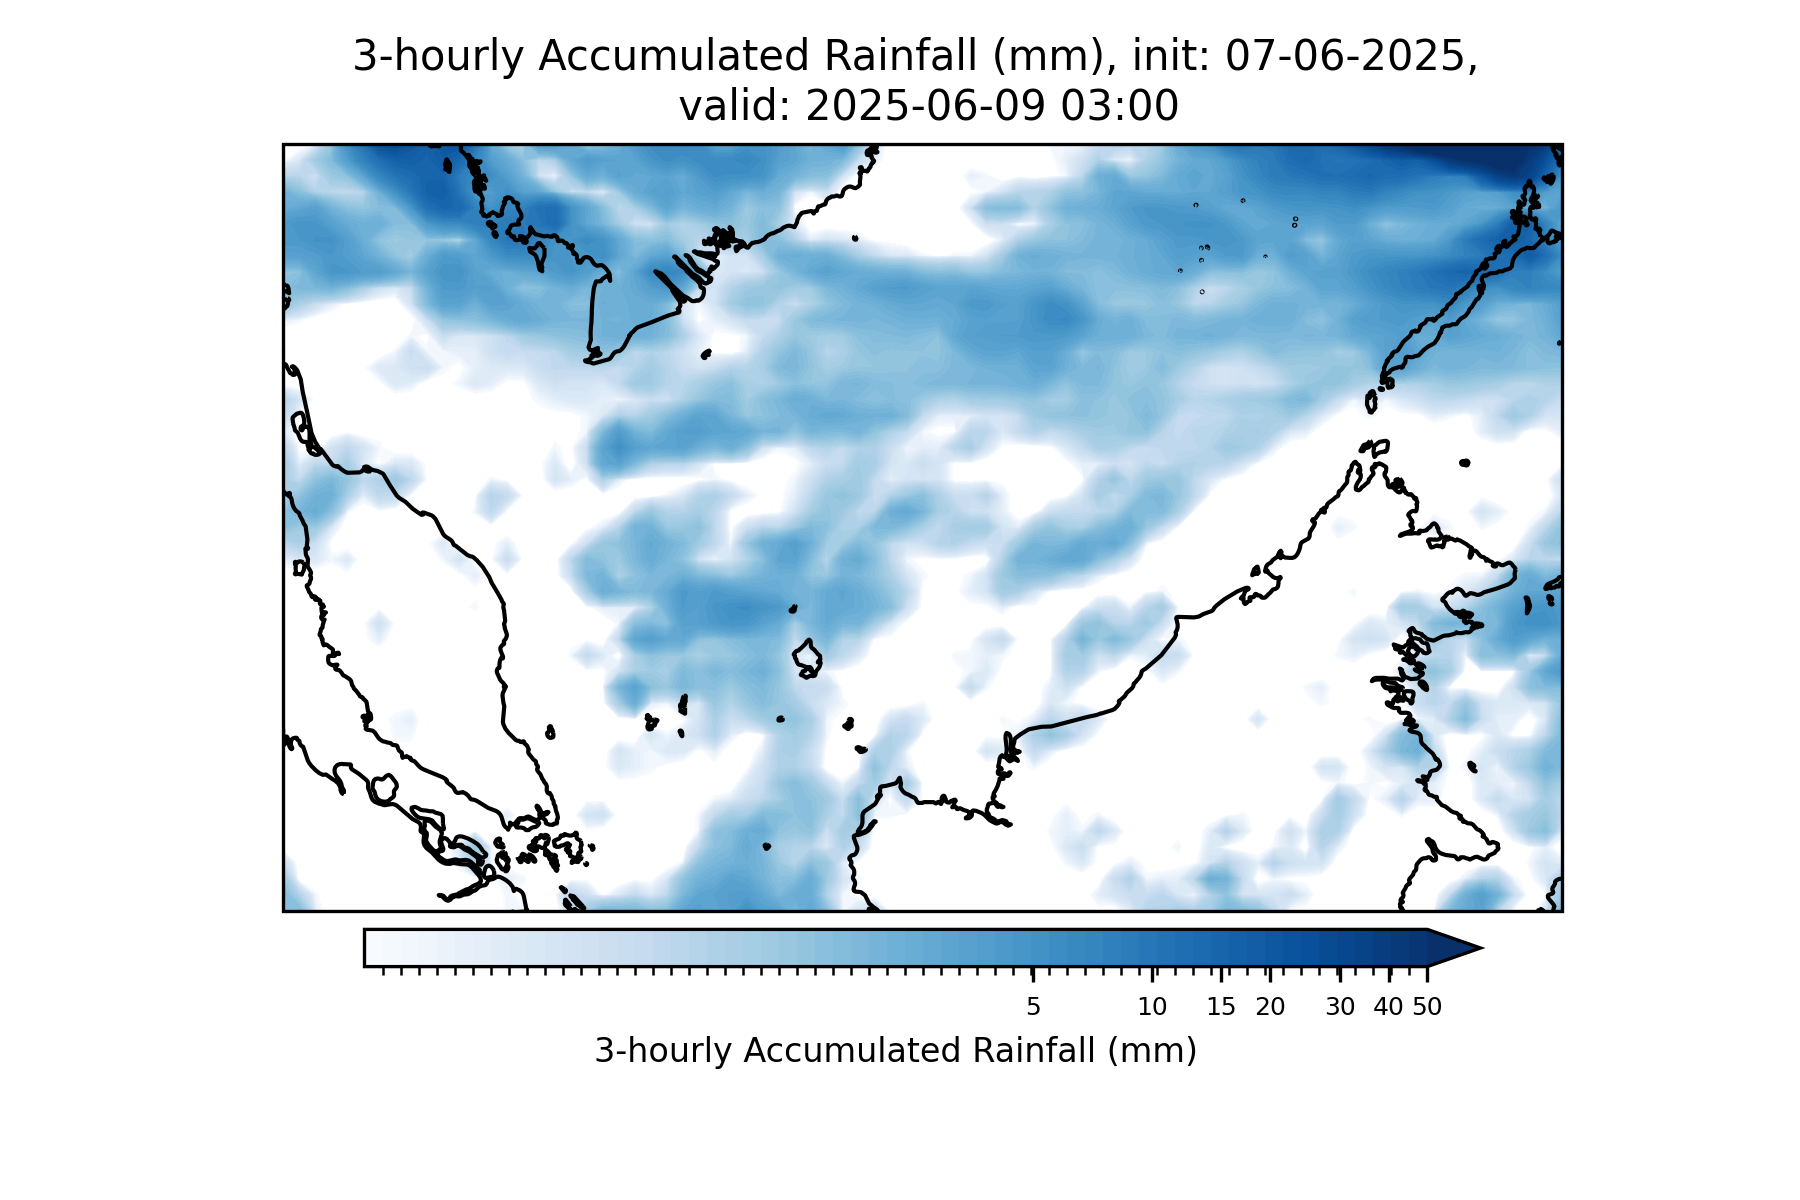 3-hourly Accumulated Rainfall (mm), init: 07-06-2025,
valid: 2025-06-09 03:00
5 10 15 20 30 40 50
3-hourly Accumulated Rainfall (mm)